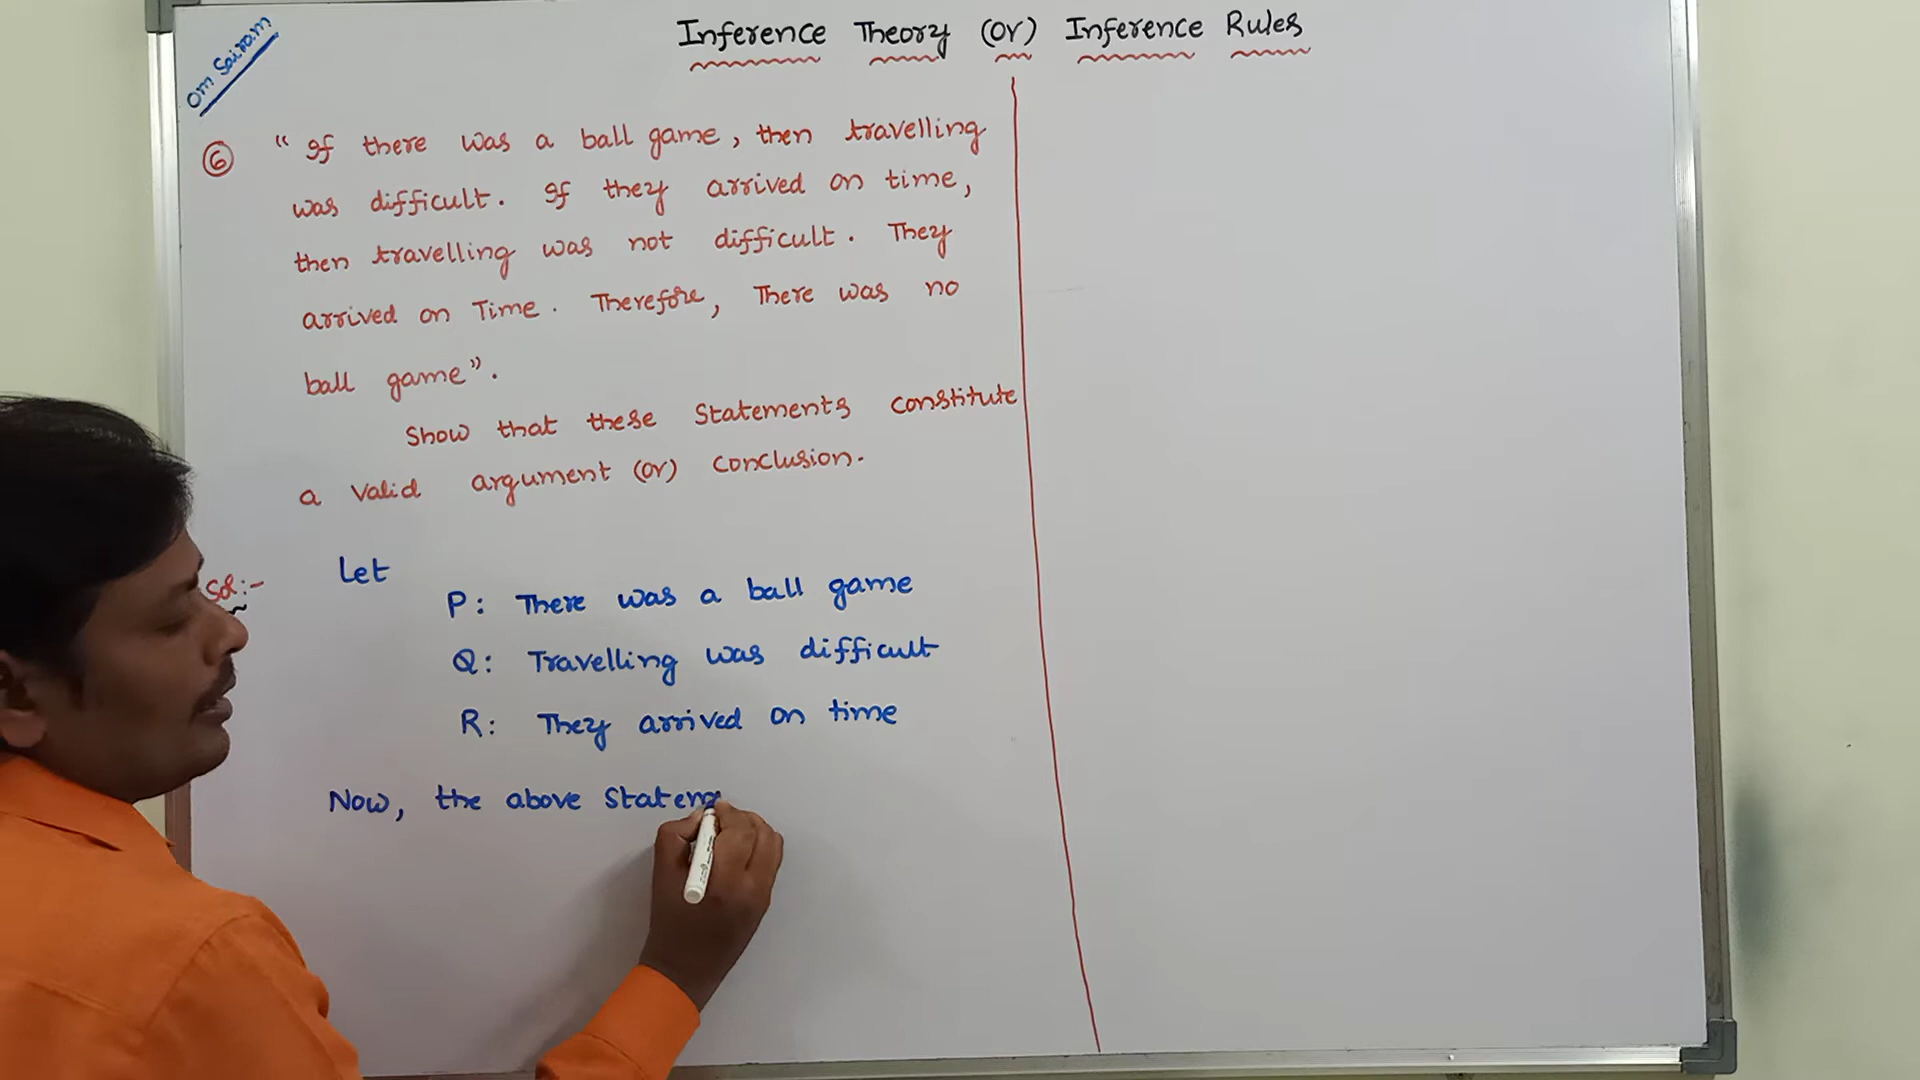 Om Sairam
Inference Theory (or) Inference Rules
6 "If there was a ball game, then travelling
was difficult. If they arrived on time,
then travelling was not difficult. They
arrived on Time. Therefore, There was no
ball game".
Show that these Statements constitute
a valid argument (or) conclusion.
Sol:-
Let
P: There was a ball game
Q: Travelling was difficult
R: They arrived on time
Now, the above Statem